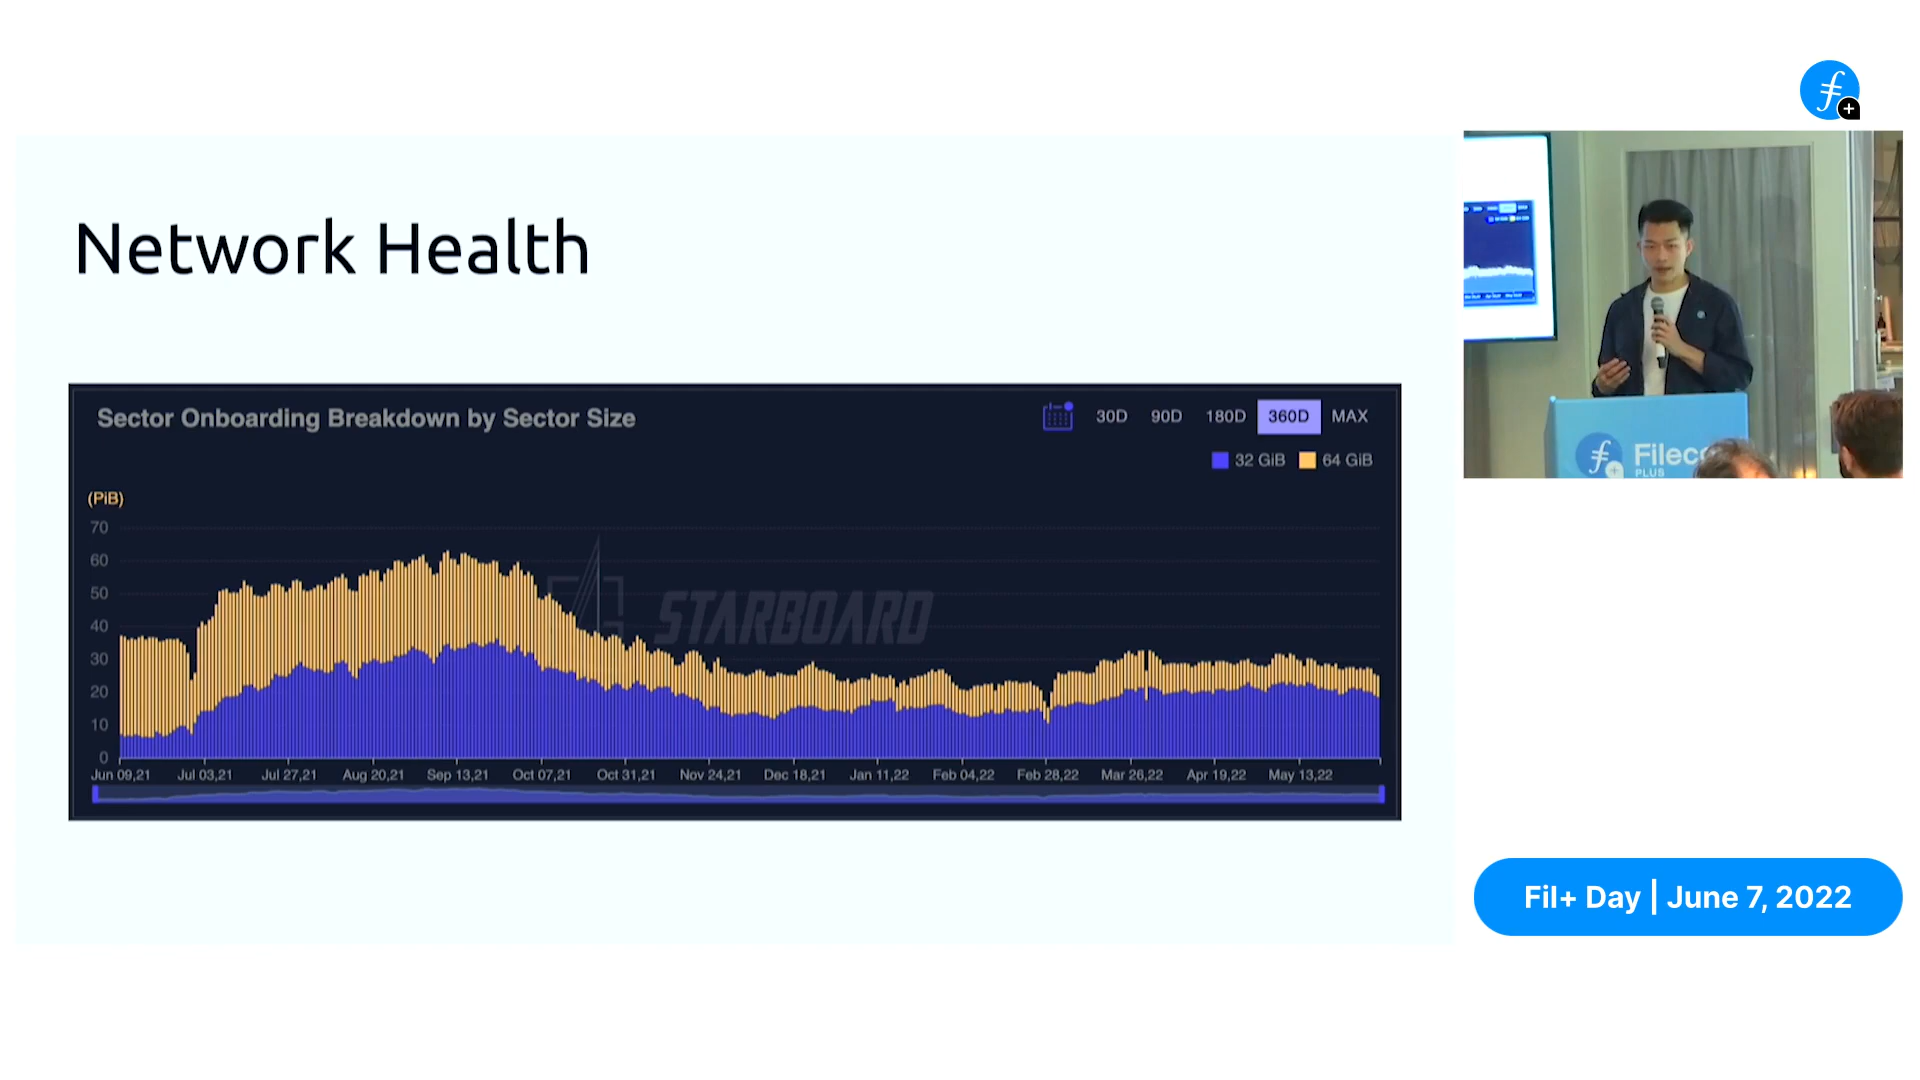 Network Health
Sector Onboarding Breakdown by Sector Size
30D 90D 180D 360D MAX
32 GiB 64 GiB
(PiB)
70
60
50
40
30
20
10
0
STARBOARD
Jun 09,21 Jul 03,21 Jul 27,21 Aug 20,21 Sep 13,21 Oct 07,21 Oct 31,21 Nov 24,21 Dec 18,21 Jan 11,22 Feb 04,22 Feb 28,22 Mar 26,22 Apr 19,22 May 13,22
Fileco
PLUS
Fil+ Day | June 7, 2022